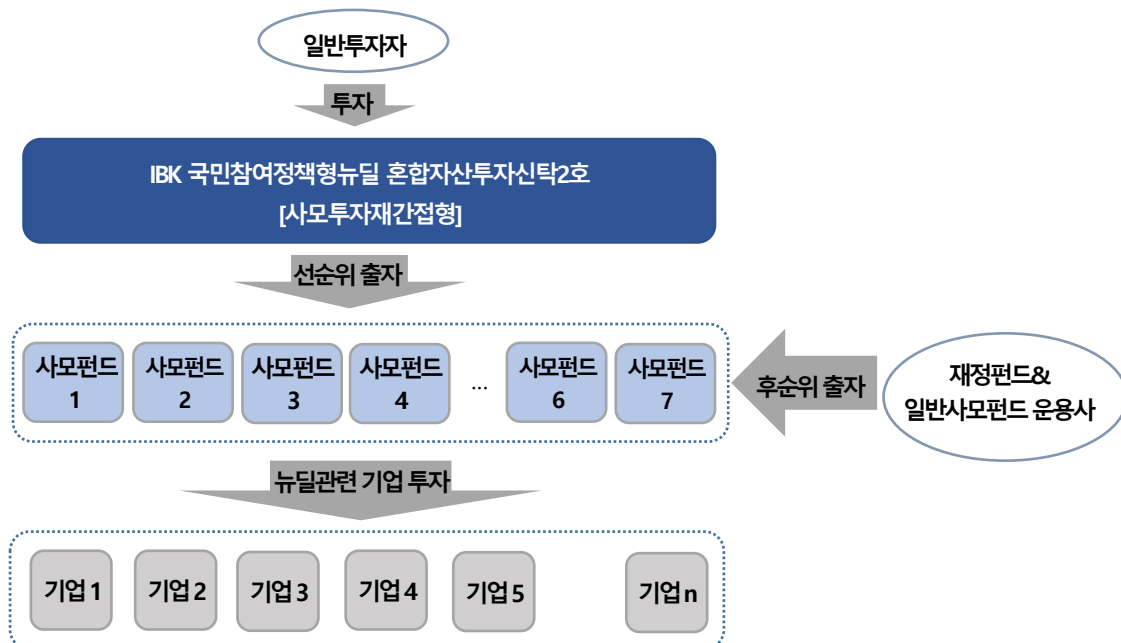 일반투자자
투자
IBK 국민참여정책형뉴딜 혼합자산투자신탁2호
[사모투자재간접형]
선순위 출자
사모펀드
1
사모펀드
2
사모펀드
3
사모펀드
4
...
사모펀드
6
사모펀드
7
후순위 출자
재정펀드&
일반사모펀드 운용사
뉴딜관련 기업 투자
기업 1
기업 2
기업 3
기업 4
기업 5
기업 n